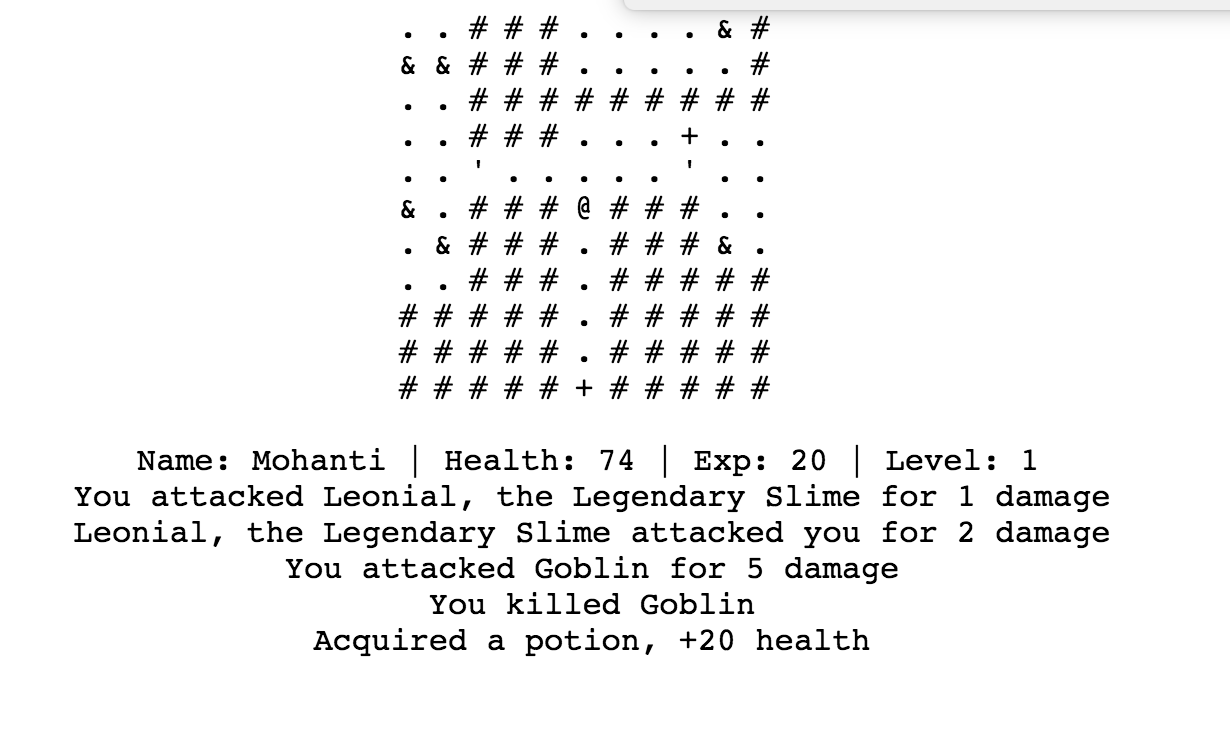 . . # # # . . . . & #
& & # # # . . . . . #
. . # # # # # # # # #
. . # # # . . . + . .
. . ' . . . . . ' . .
& . # # # @ # # # . .
. & # # # . # # # & .
. . # # # . # # # # #
# # # # # . # # # # #
# # # # # . # # # # #
# # # # # + # # # # #
Name: Mohanti | Health: 74 | Exp: 20 | Level: 1
You attacked Leonial, the Legendary Slime for 1 damage
Leonial, the Legendary Slime attacked you for 2 damage
You attacked Goblin for 5 damage
You killed Goblin
Acquired a potion, +20 health